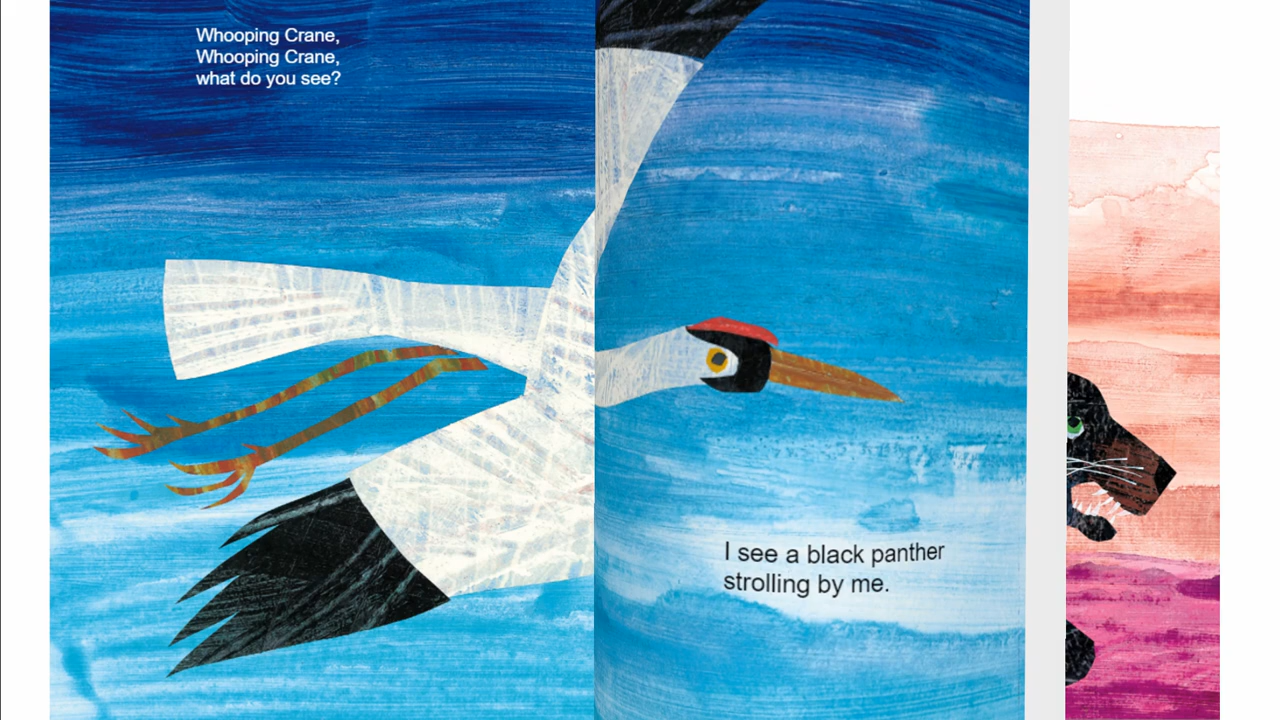 Whooping Crane,
Whooping Crane,
what do you see?
I see a black panther
strolling by me.